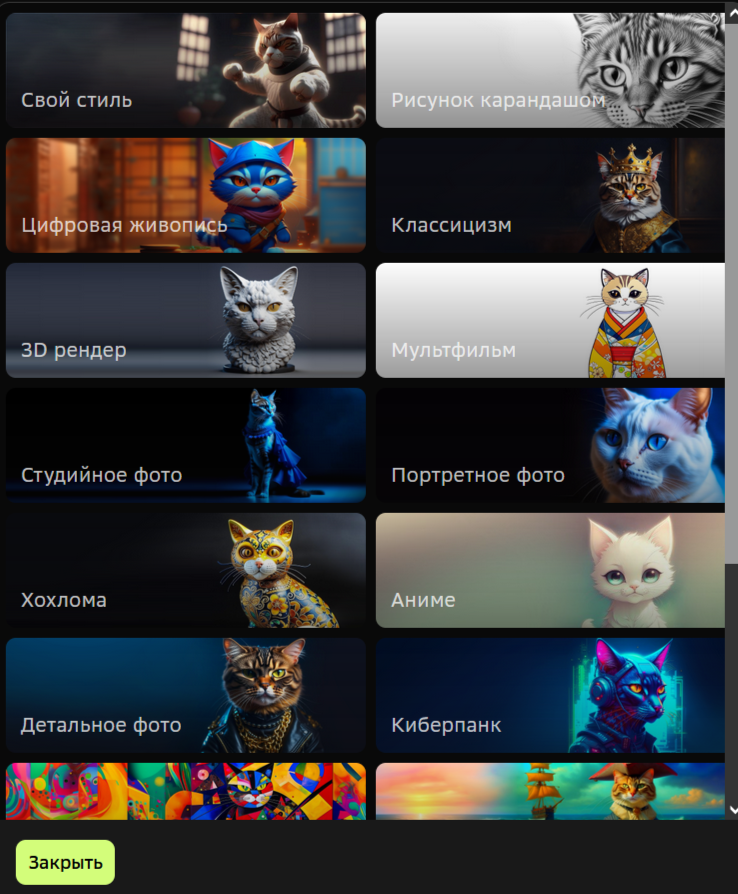 Свой стиль
Рисунок карандашом
Цифровая живопись
Классицизм
3D рендер
Мультфильм
Студийное фото
Портретное фото
Хохлома
Аниме
Детальное фото
Киберпанк
Закрыть